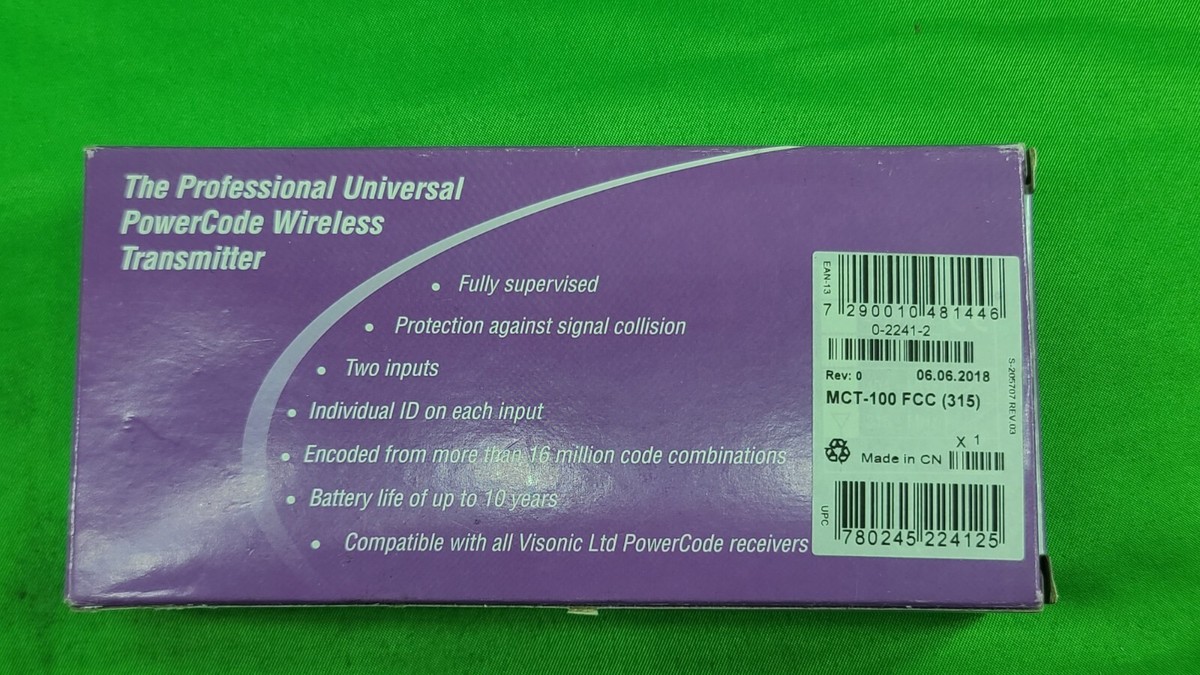 The Professional Universal
PowerCode Wireless
Transmitter
• Fully supervised
• Protection against signal collision
• Two inputs
• Individual ID on each input
• Encoded from more than 16 million code combinations
• Battery life of up to 10 years
• Compatible with all Visonic Ltd PowerCode receivers
EAN-13
7 290010 481446
0-2241-2
Rev: 0 06.06.2018
MCT-100 FCC (315)
X 1
Made in CN
UPC
780245 224125
S-205707 REV.03